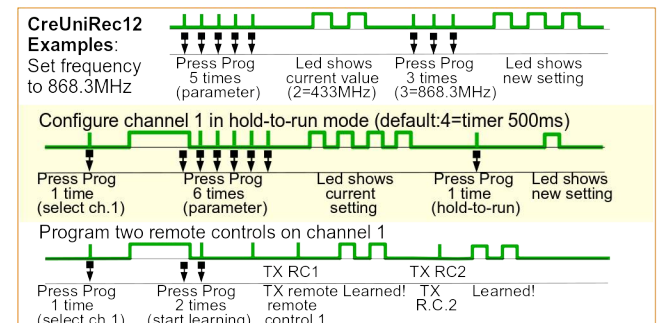 CreUniRec12
Examples:
Set frequency
to 868.3MHz
Press Prog
5 times
(parameter)
Led shows
current value
(2=433MHz)
Press Prog
3 times
(3=868.3MHz)
Led shows
new setting
Configure channel 1 in hold-to-run mode (default:4=timer 500ms)
Press Prog
1 time
(select ch.1)
Press Prog
6 times
(parameter)
Led shows
current
setting
Press Prog
1 time
(hold-to-run)
Led shows
new setting
Program two remote controls on channel 1
TX RC1
TX RC2
Press Prog
1 time
(select ch.1)
Press Prog
2 times
(start learning)
TX remote
remote
control 1
Learned!
TX
R.C.2
Learned!